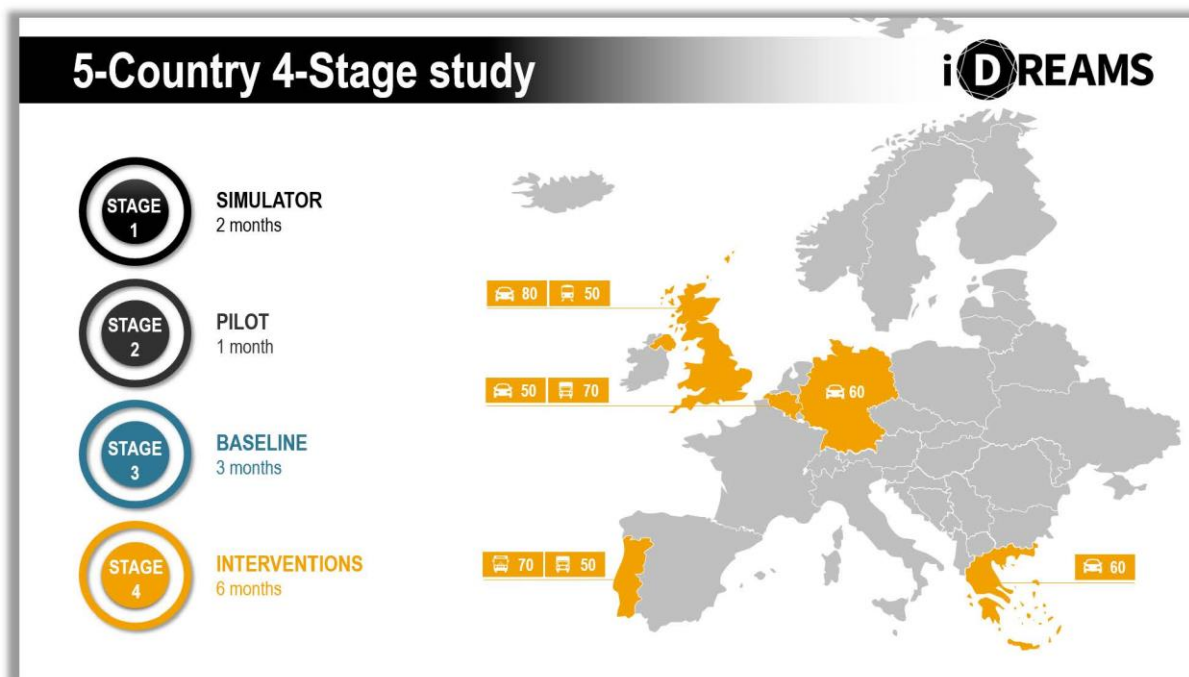 5-Country 4-Stage study
iDREAMS
STAGE
1
SIMULATOR
2 months
STAGE
2
PILOT
1 month
STAGE
3
BASELINE
3 months
STAGE
4
INTERVENTIONS
6 months
80 50
50 70
60
70 50
60